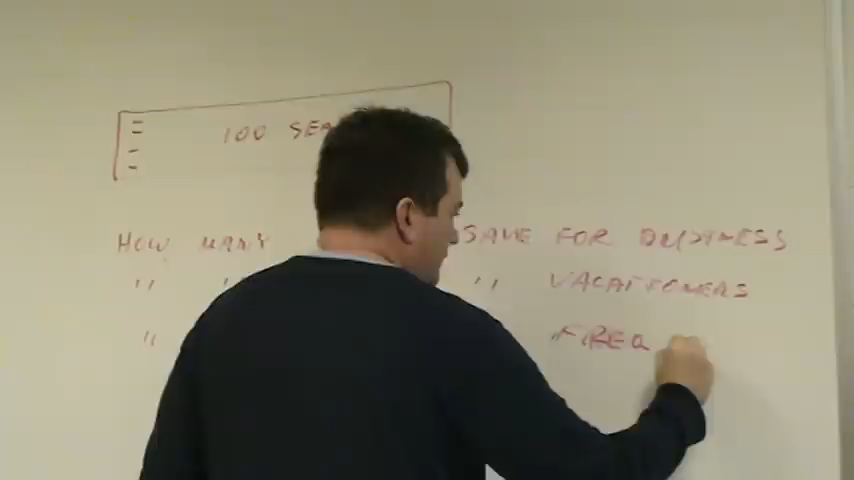 100 SEA
HOW MANY SAVE FOR BUSINESS
" " " VACATIONERS
" FREQ